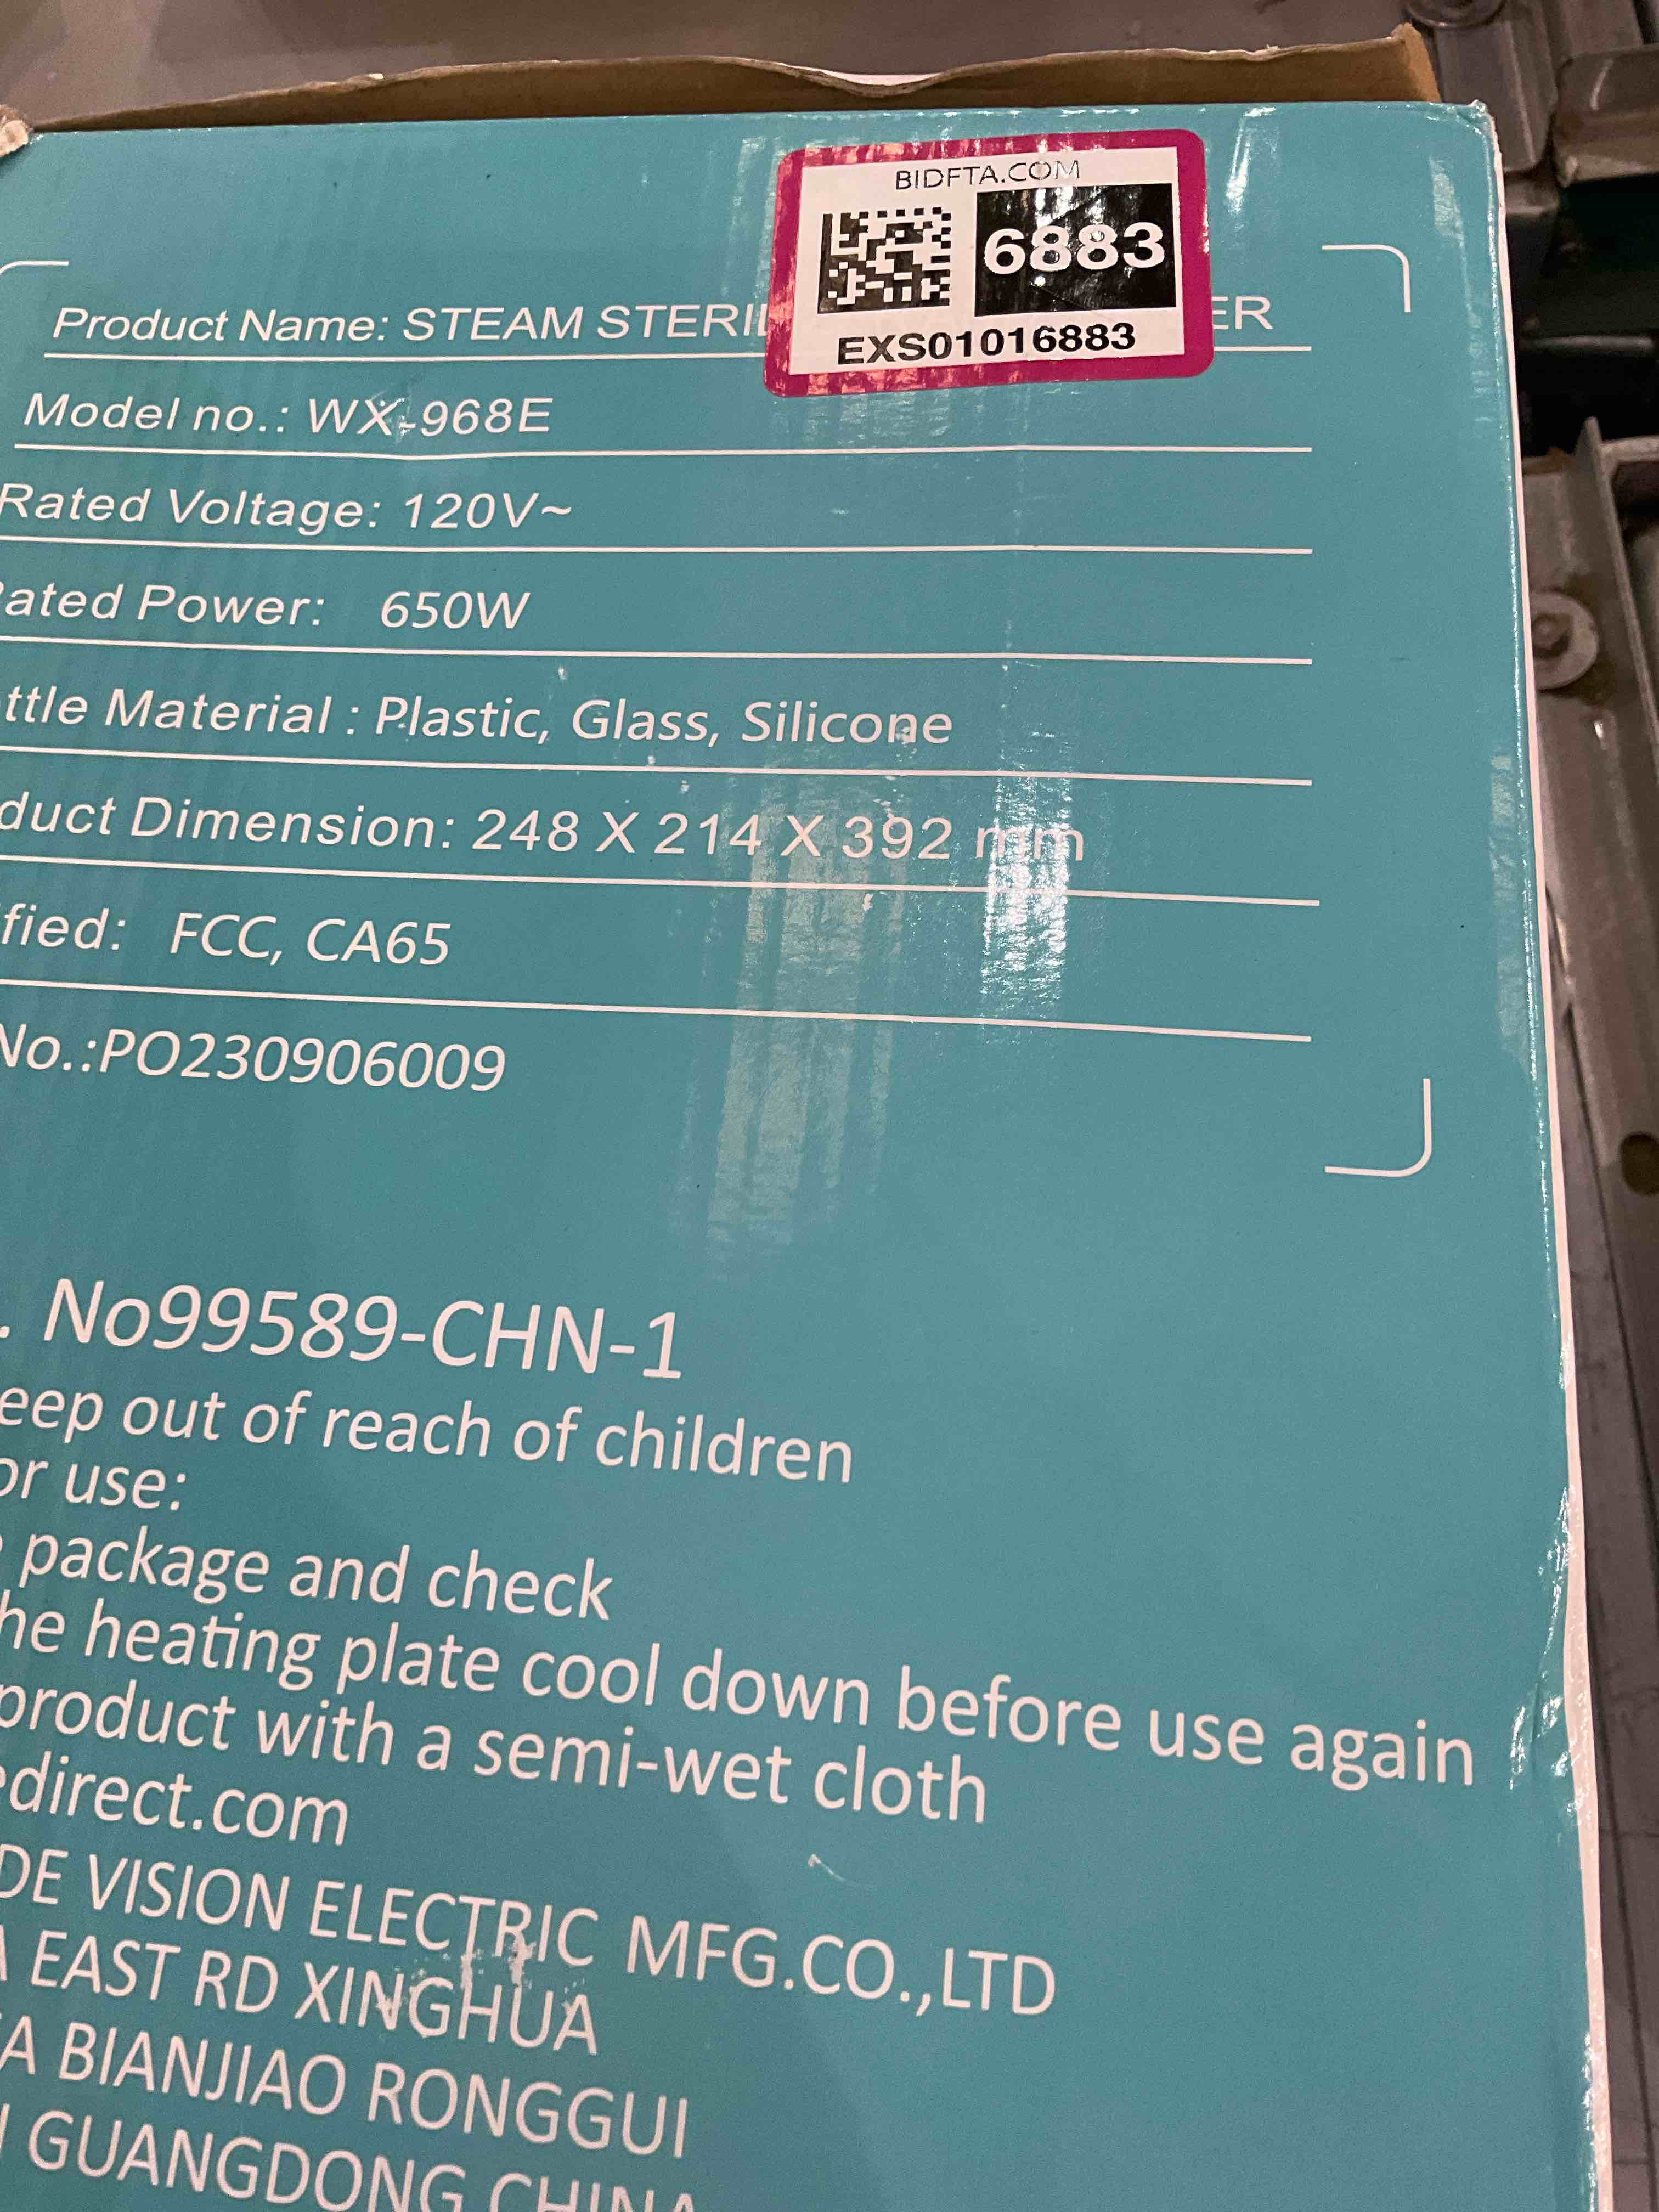 BIDFTA.COM
6883
EXS01016883
Product Name: STEAM STERIL ER
Model no.: WX-968E
Rated Voltage: 120V~
ated Power: 650W
ttle Material : Plastic, Glass, Silicone
duct Dimension: 248 X 214 X 392 mm
fied: FCC, CA65
No.:PO230906009
. No99589-CHN-1
eep out of reach of children
or use:
package and check
he heating plate cool down before use again
product with a semi-wet cloth
edirect.com
DE VISION ELECTRIC MFG.CO.,LTD
A EAST RD XINGHUA
A BIANJIAO RONGGUI
GUANGDONG CHINA